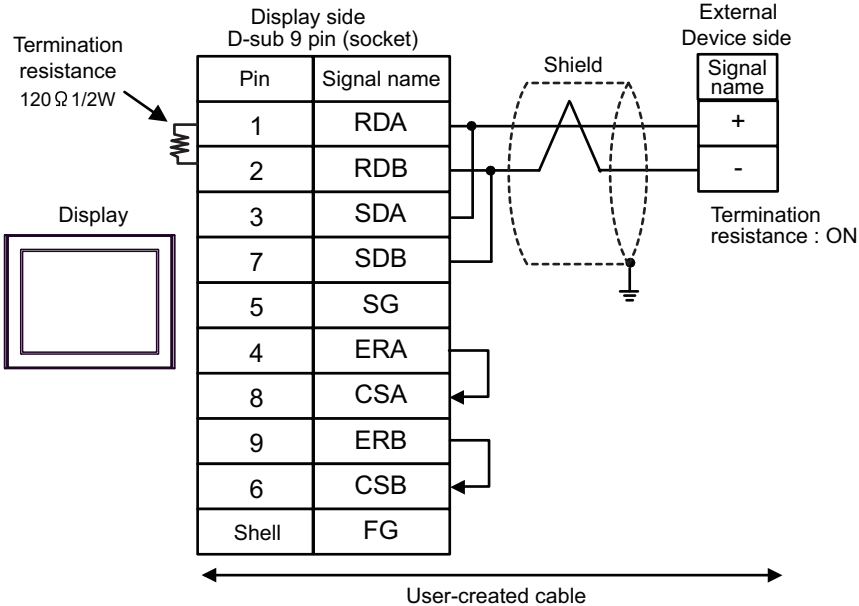 Display side
D-sub 9 pin (socket)
External
Device side
Termination
resistance
120Ω1/2W
Shield
Pin Signal name
Signal
name
1 RDA
+
2 RDB
-
3 SDA
7 SDB
5 SG
4 ERA
8 CSA
9 ERB
6 CSB
Shell FG
Display
Termination
resistance : ON
User-created cable